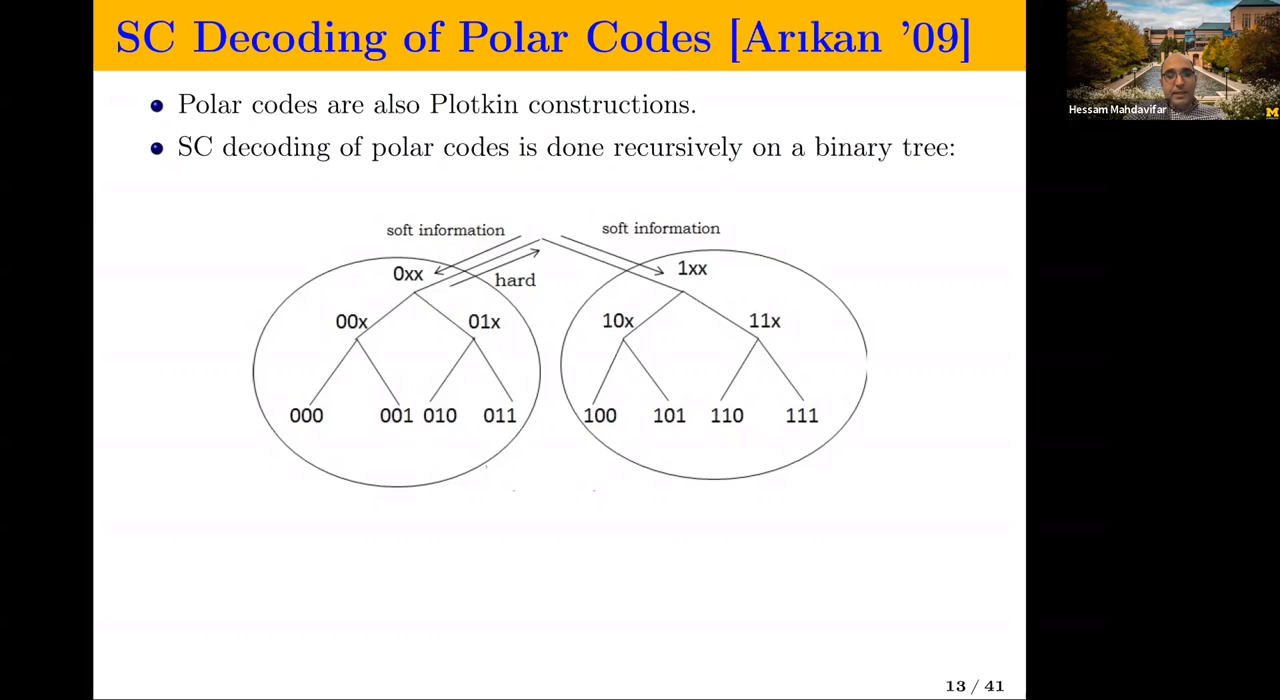 SC Decoding of Polar Codes [Arıkan ’09]
Polar codes are also Plotkin constructions.
SC decoding of polar codes is done recursively on a binary tree:
soft information soft information
0xx hard 1xx
00x 01x 10x 11x
000 001 010 011 100 101 110 111
13 / 41
Hessam Mahdavifar
M